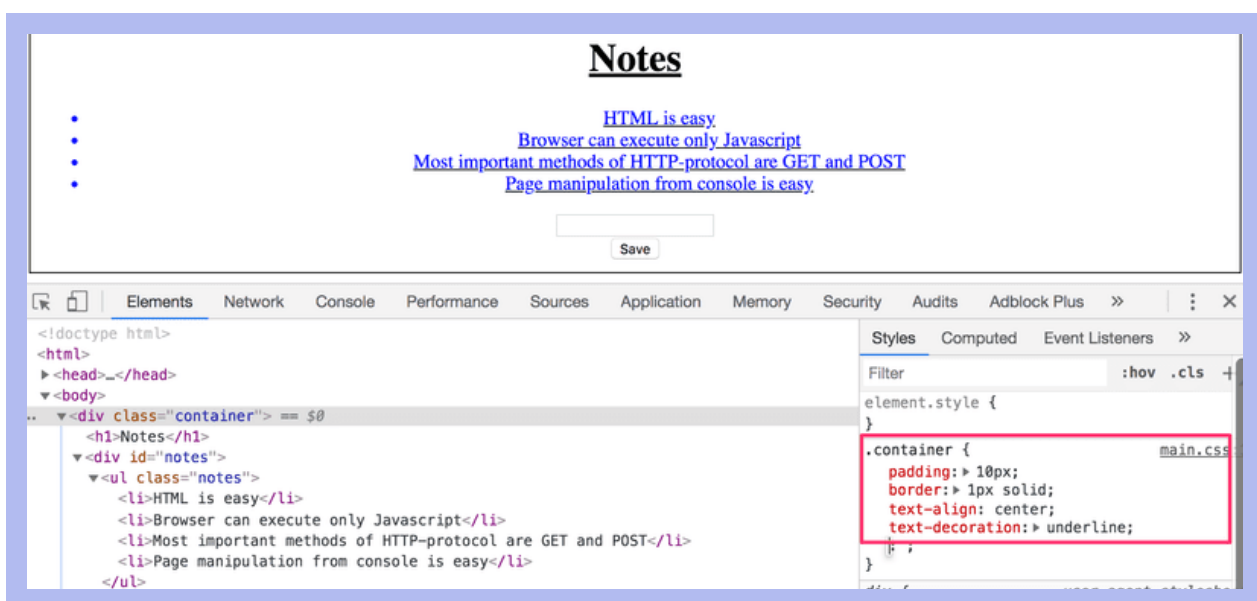 Notes
HTML is easy
Browser can execute only Javascript
Most important methods of HTTP-protocol are GET and POST
Page manipulation from console is easy
Save
Elements Network Console Performance Sources Application Memory Security Audits Adblock Plus »
<!doctype html>
<html>
▶<head>…</head>
▼<body>
.. ▼<div class="container"> == $0
<h1>Notes</h1>
▼<div id="notes">
▼<ul class="notes">
<li>HTML is easy</li>
<li>Browser can execute only Javascript</li>
<li>Most important methods of HTTP-protocol are GET and POST</li>
<li>Page manipulation from console is easy</li>
</ul>
Styles Computed Event Listeners »
Filter :hov .cls +
element.style {
}
.container { main.css:
padding:▶ 10px;
border:▶ 1px solid;
text-align: center;
text-decoration:▶ underline;
: ;
}
div {